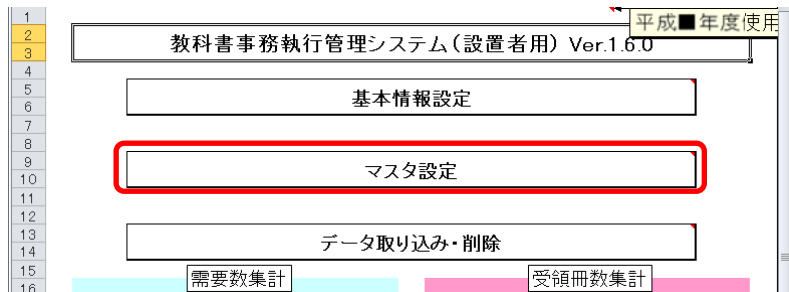 1
平成■年度使用
2
教科書事務執行管理システム(設置者用) Ver.1.6.0
3
4
5
基本情報設定
6
7
8
9
マスタ設定
10
11
12
13
データ取り込み・削除
14
15
需要数集計 受領冊数集計
16